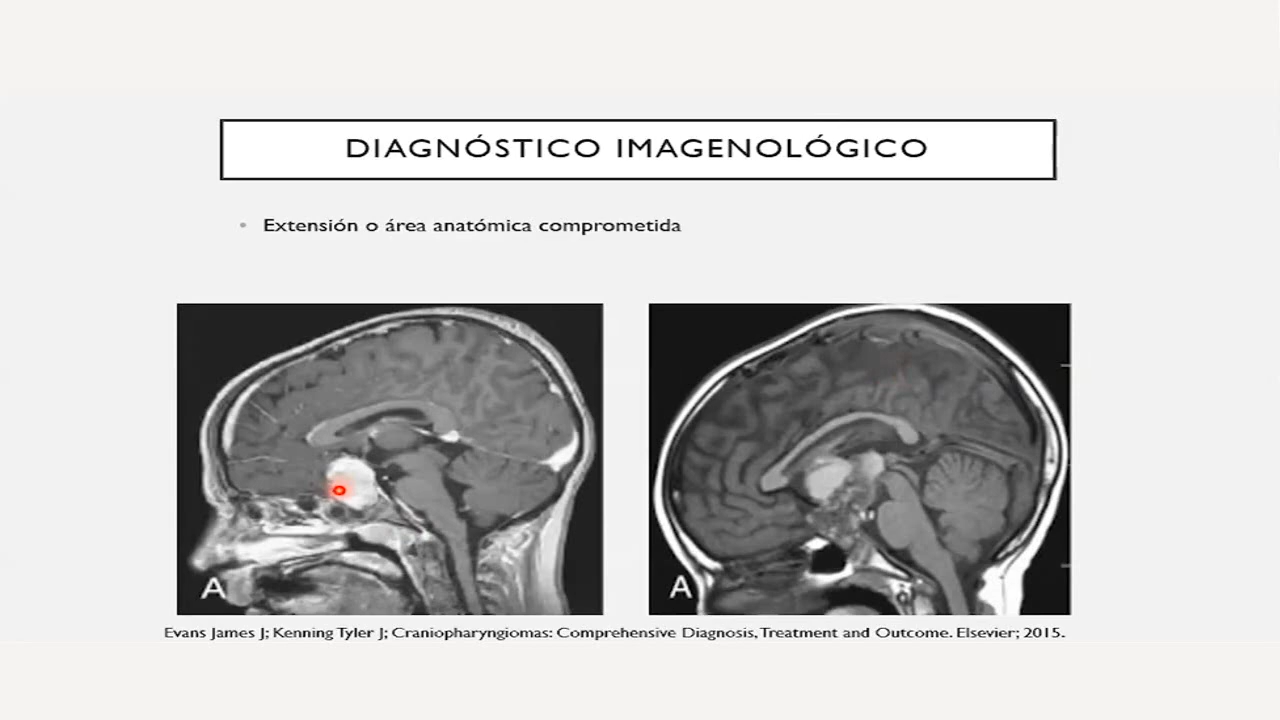 DIAGNÓSTICO IMAGENOLÓGICO
• Extensión o área anatómica comprometida
A
A
Evans James J; Kenning Tyler J; Craniopharyngiomas: Comprehensive Diagnosis, Treatment and Outcome. Elsevier; 2015.